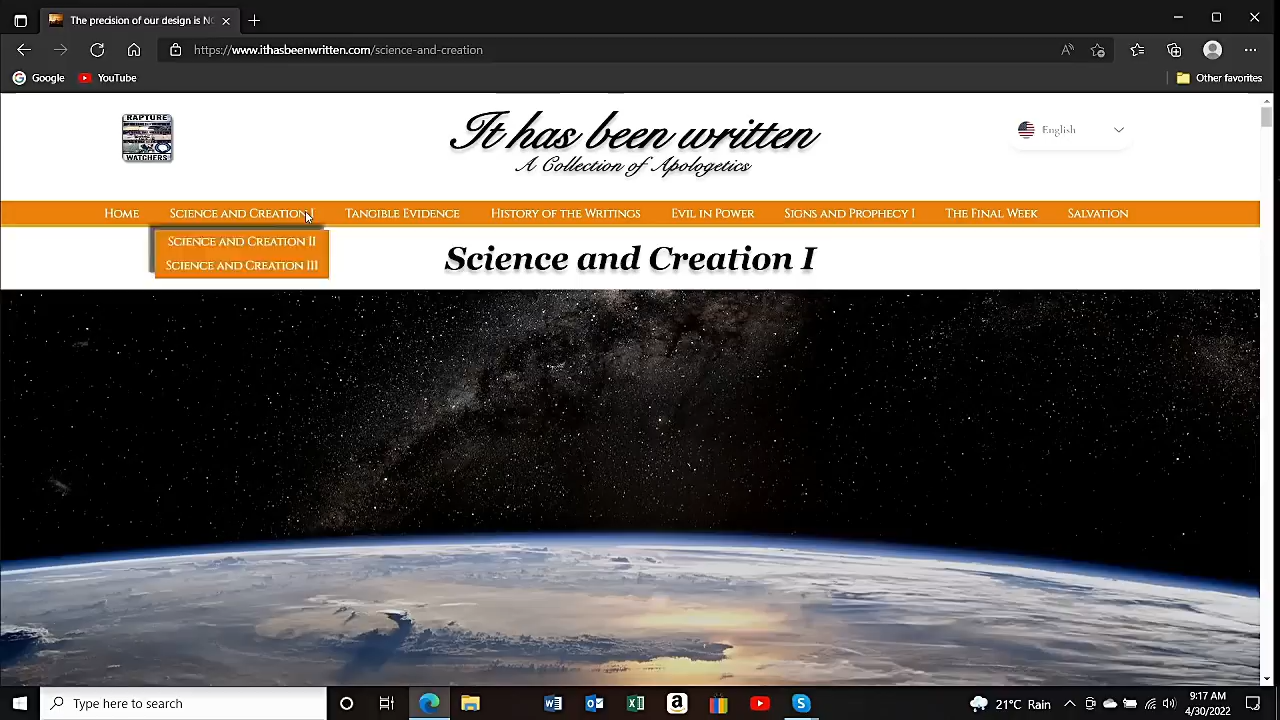 The precision of our design is NO
https://www.ithasbeenwritten.com/science-and-creation
Google YouTube Other favorites
RAPTURE
WATCHERS
It has been written
A Collection of Apologetics
English
Home Science and Creation I Tangible Evidence History of the Writings Evil in Power Signs and Prophecy I The Final Week Salvation
Science and Creation II
Science and Creation III
Science and Creation I
Type here to search
21°C Rain
9:17 AM
4/30/2022